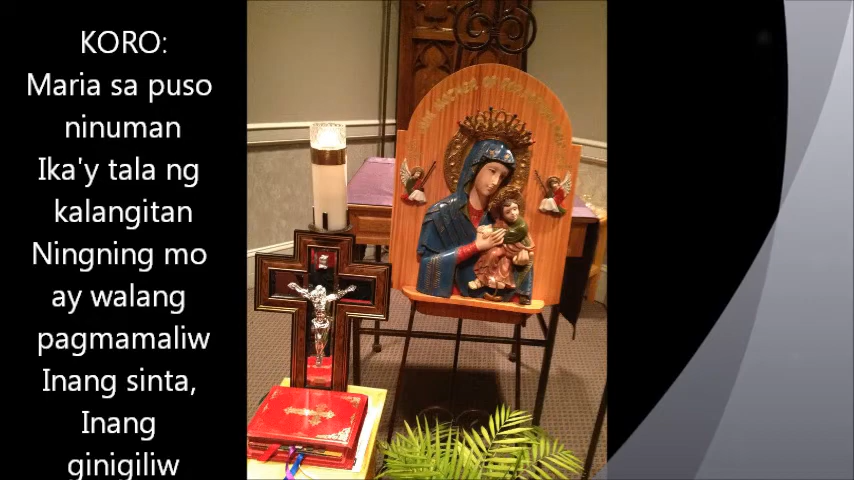 KORO:
Maria sa puso
ninuman
Ika'y tala ng
kalangitan
Ningning mo
ay walang
pagmamaliw
Inang sinta,
Inang
ginigiliw